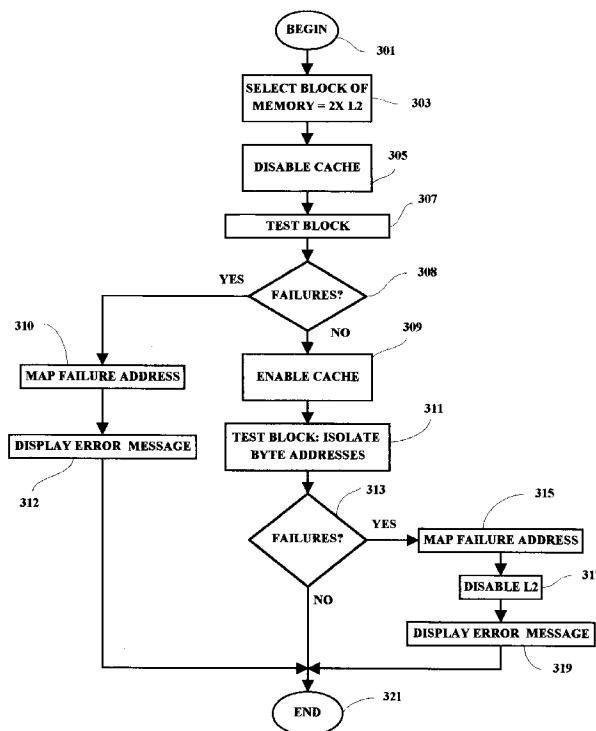 BEGIN
301
SELECT BLOCK OF
MEMORY = 2X L2
303
DISABLE CACHE
305
307
TEST BLOCK
YES
308
FAILURES?
310
NO
309
MAP FAILURE ADDRESS
ENABLE CACHE
311
DISPLAY ERROR MESSAGE
TEST BLOCK: ISOLATE
BYTE ADDRESSES
312
313
315
FAILURES?
YES
MAP FAILURE ADDRESS
DISABLE L2
NO
DISPLAY ERROR MESSAGE
319
END
321